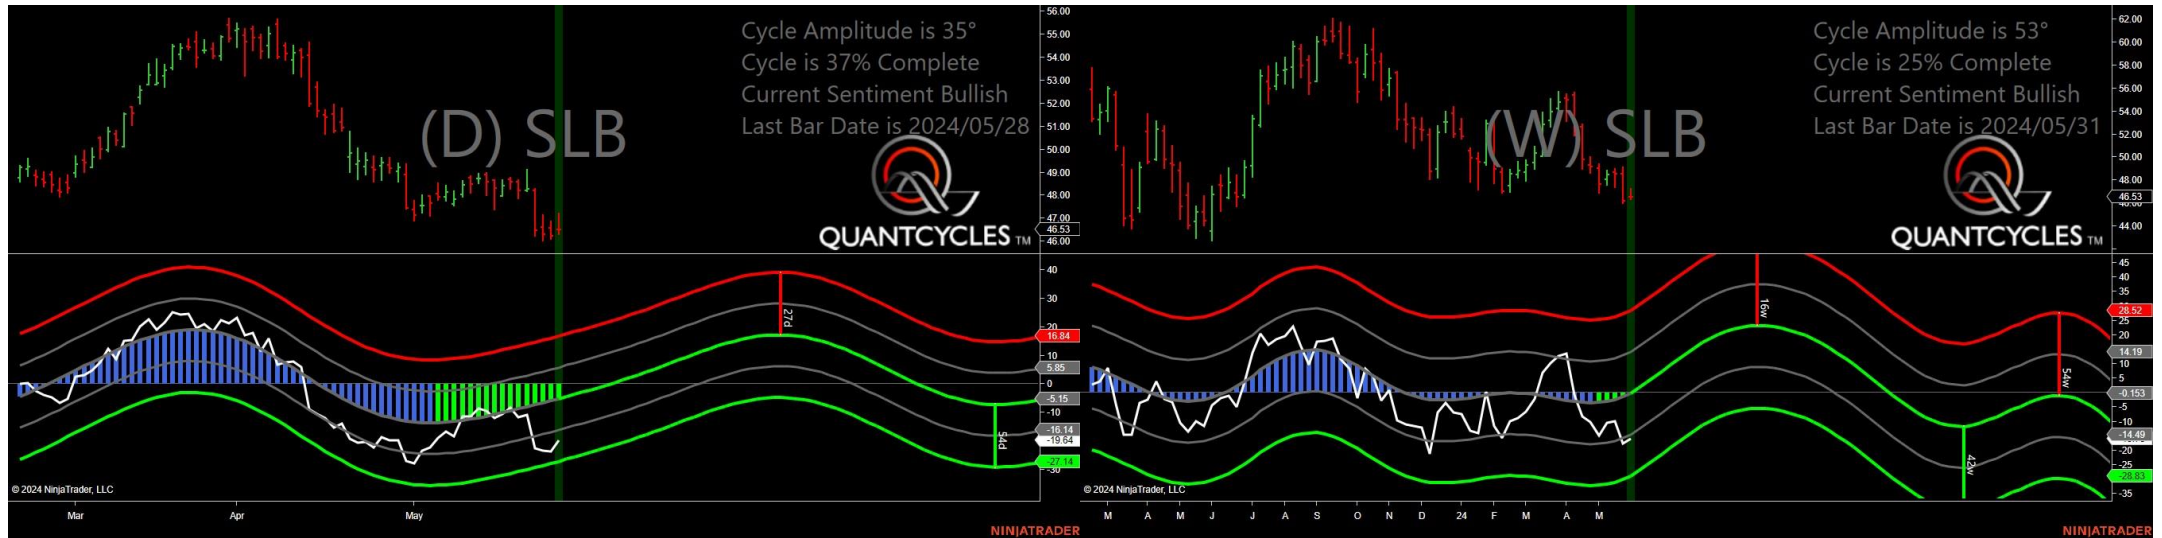 Cycle Amplitude is 35°
Cycle is 37% Complete
Current Sentiment Bullish
Last Bar Date is 2024/05/28
(D) SLB
QUANTCYCLES TM
56.00
55.00
54.00
53.00
52.00
51.00
50.00
49.00
48.00
47.00
46.53
46.00
40
30
20
16.84
10
5.85
0
-5.15
-10
-16.14
-19.64
-27.14
-30
27d
54d
© 2024 NinjaTrader, LLC
Mar Apr May
NINJATRADER
Cycle Amplitude is 53°
Cycle is 25% Complete
Current Sentiment Bullish
Last Bar Date is 2024/05/31
(W) SLB
QUANTCYCLES TM
62.00
60.00
58.00
56.00
54.00
52.00
50.00
48.00
46.53
46.00
44.00
45
40
35
28.52
25
20
14.19
10
5
-0.153
-5
-10
-14.49
-20
-25
-28.83
-35
16w
42w
54w
© 2024 NinjaTrader, LLC
M A M J J A S O N D 24 F M A M
NINJATRADER